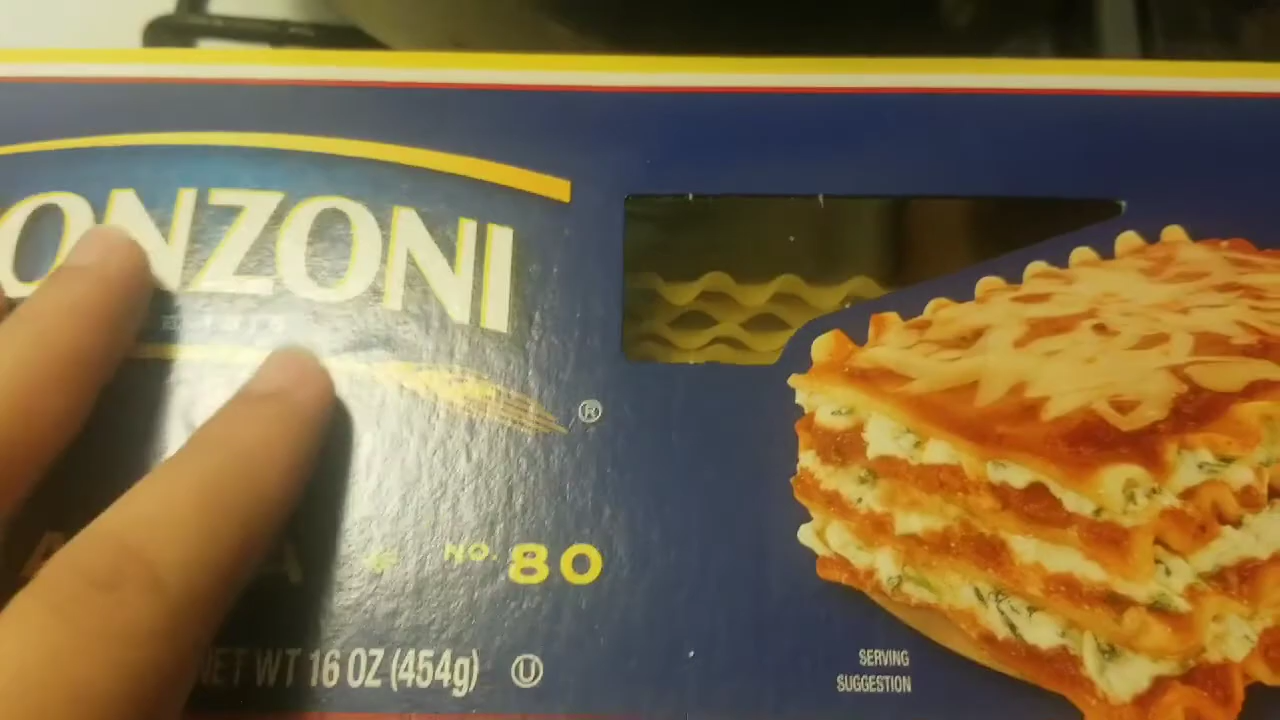 ONZONI
®
NO. 80
NET WT 16 OZ (454g) U
SERVING
SUGGESTION